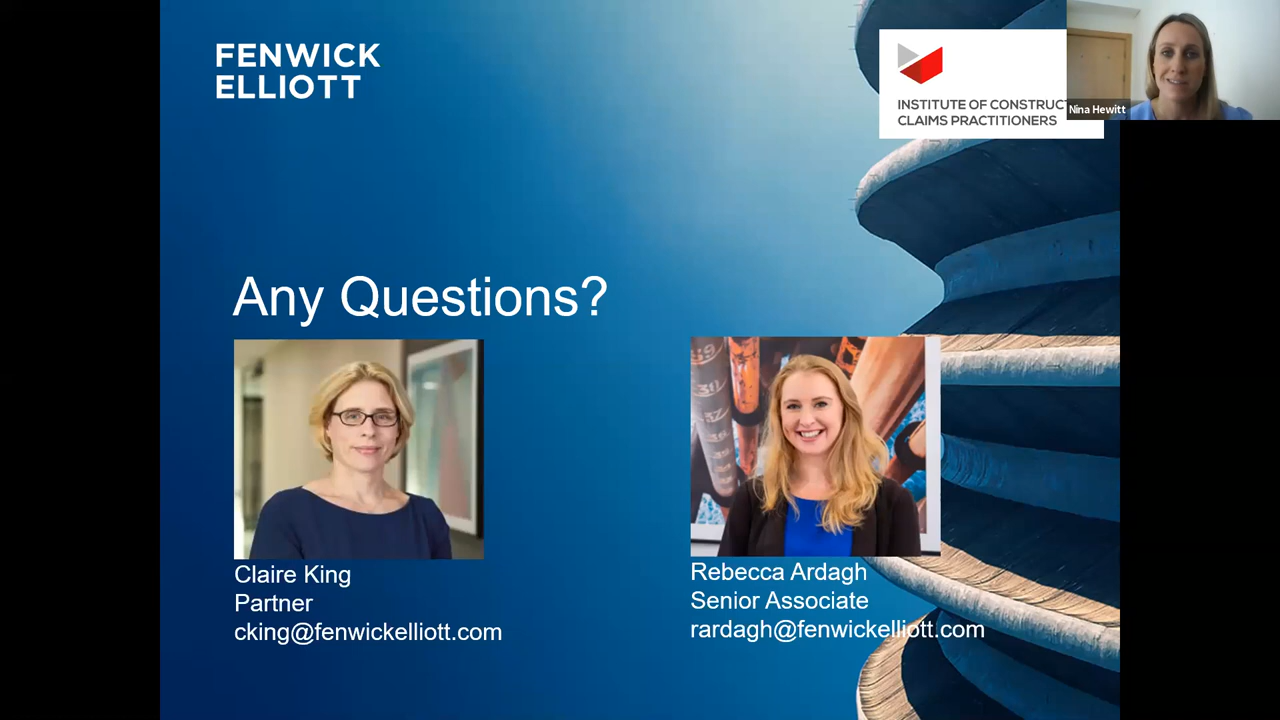 FENWICK
ELLIOTT
INSTITUTE OF CONSTRUCT
CLAIMS PRACTITIONERS
Nina Hewitt
Any Questions?
Claire King
Partner
cking@fenwickelliott.com
Rebecca Ardagh
Senior Associate
rardagh@fenwickelliott.com